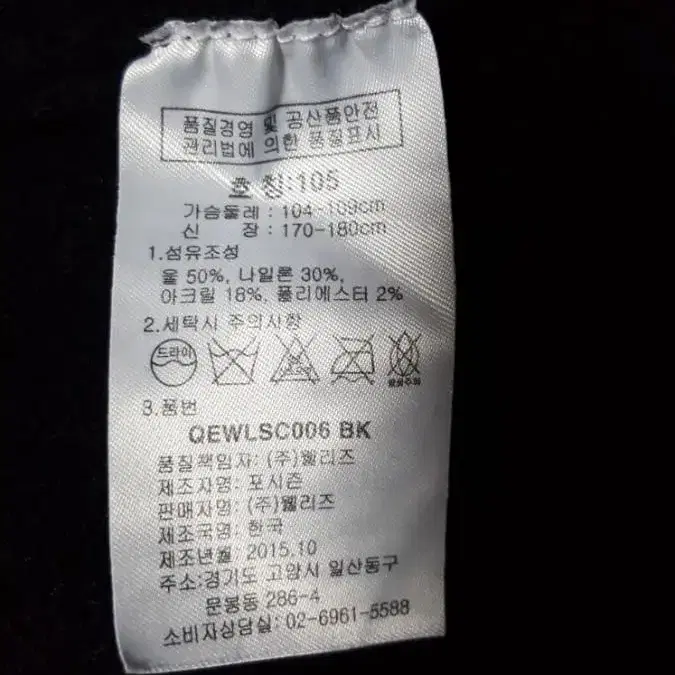 품질경영 및 공산품안전
관리법에 의한 품질표시
호 칭:105
가슴둘레 : 104-109cm
신 장 : 170-180cm
1.섬유조성
울 50%, 나일론 30%,
아크릴 18%, 폴리에스터 2%
2.세탁시 주의사항
드라이
3.품번
QEWLSC006 BK
품질책임자: (주)웰리즈
제조자명: 포시즌
판매자명: (주)웰리즈
제조국명: 한국
제조년월 2015.10
주소:경기도 고양시 일산동구
문봉동 286-4
소비자상담실: 02-6961-5588